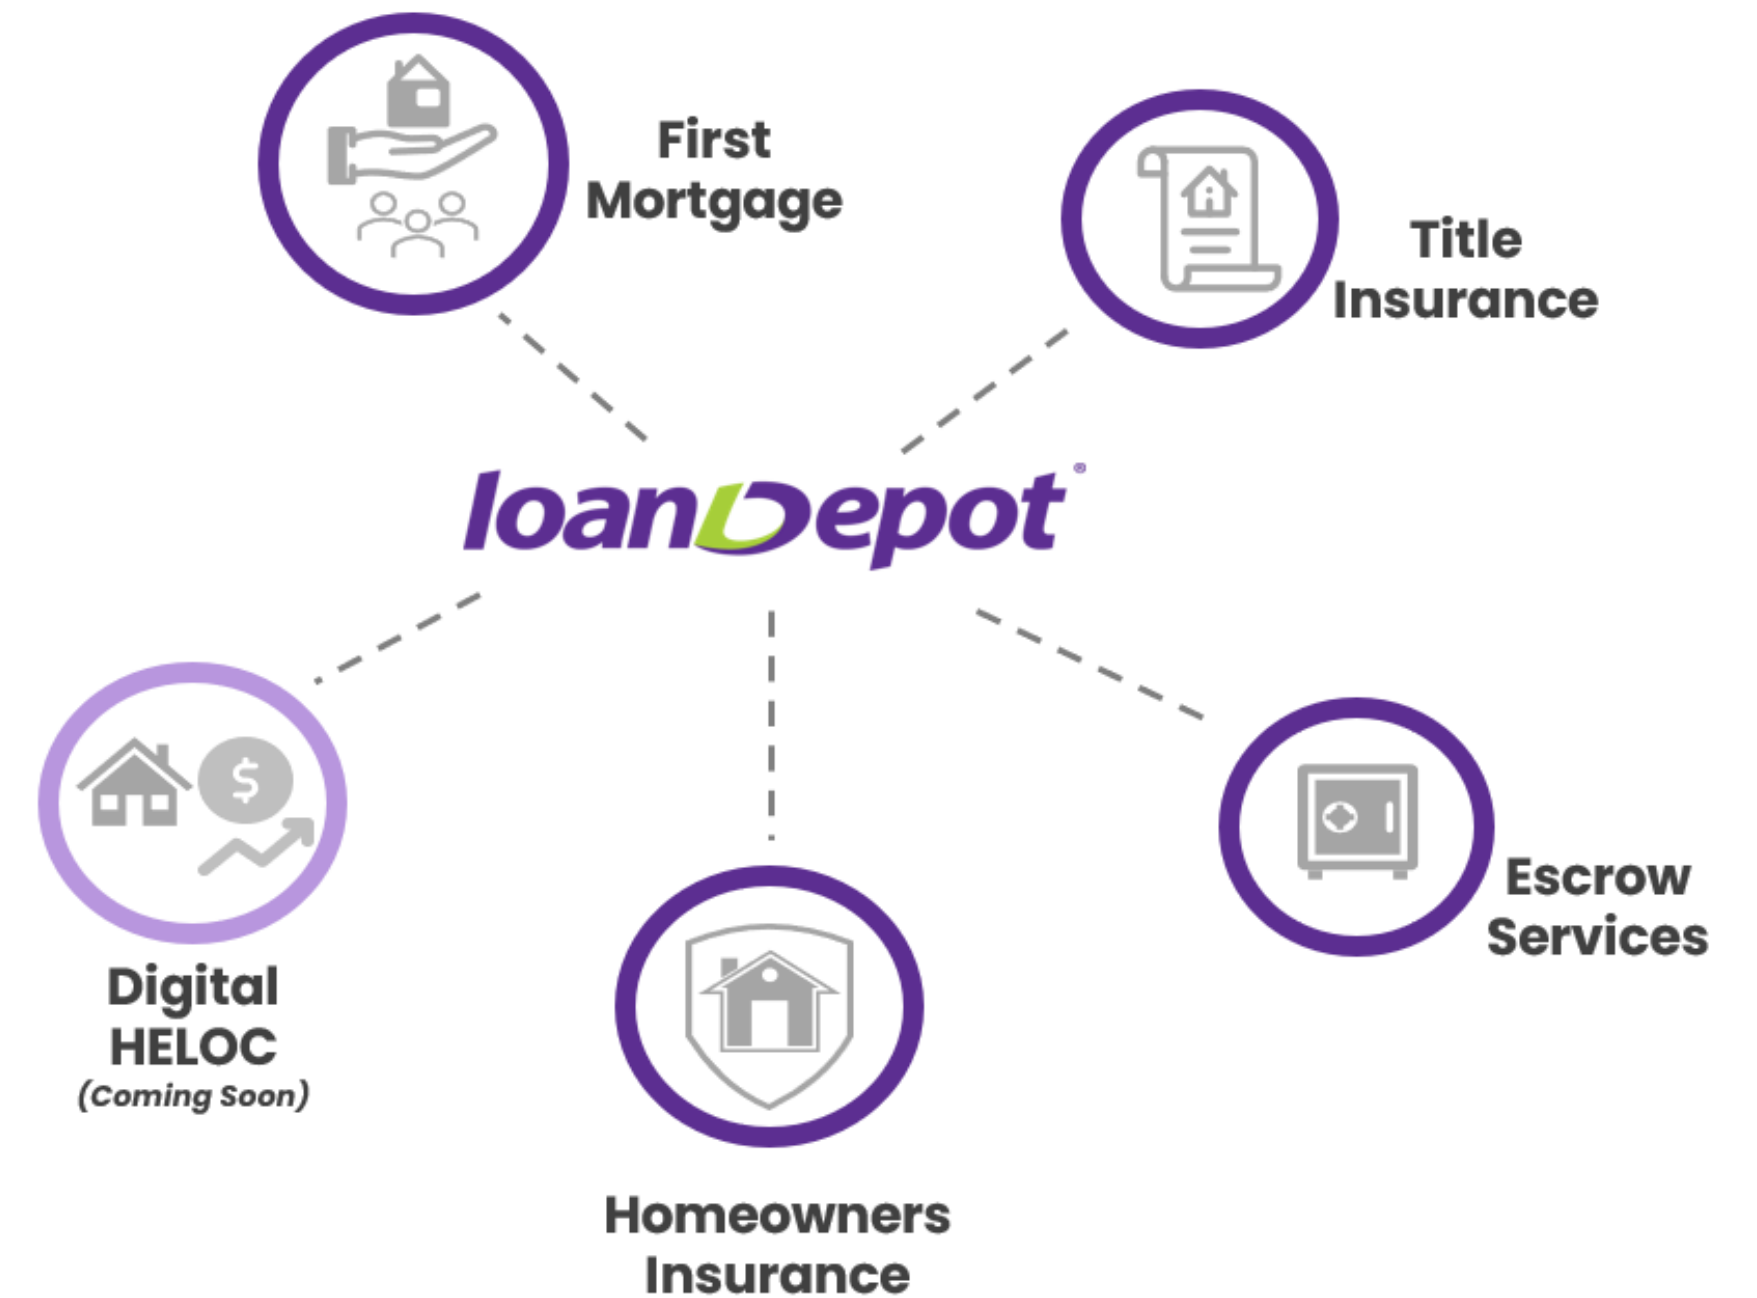 First
Mortgage
Title
Insurance
loanDepot®
Digital
HELOC
(Coming Soon)
Escrow
Services
Homeowners
Insurance